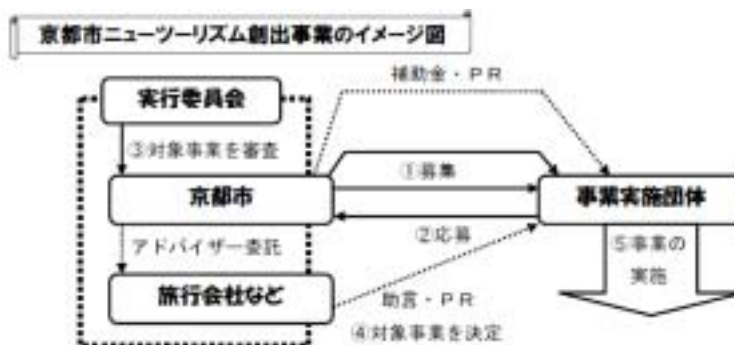 京都市ニューツーリズム創出事業のイメージ図
補助金・ＰＲ
実行委員会
③対象事業を審査
①募集
京都市
事業実施団体
②応募
アドバイザー委託
⑤事業の
実施
旅行会社など
助言・ＰＲ
④対象事業を決定